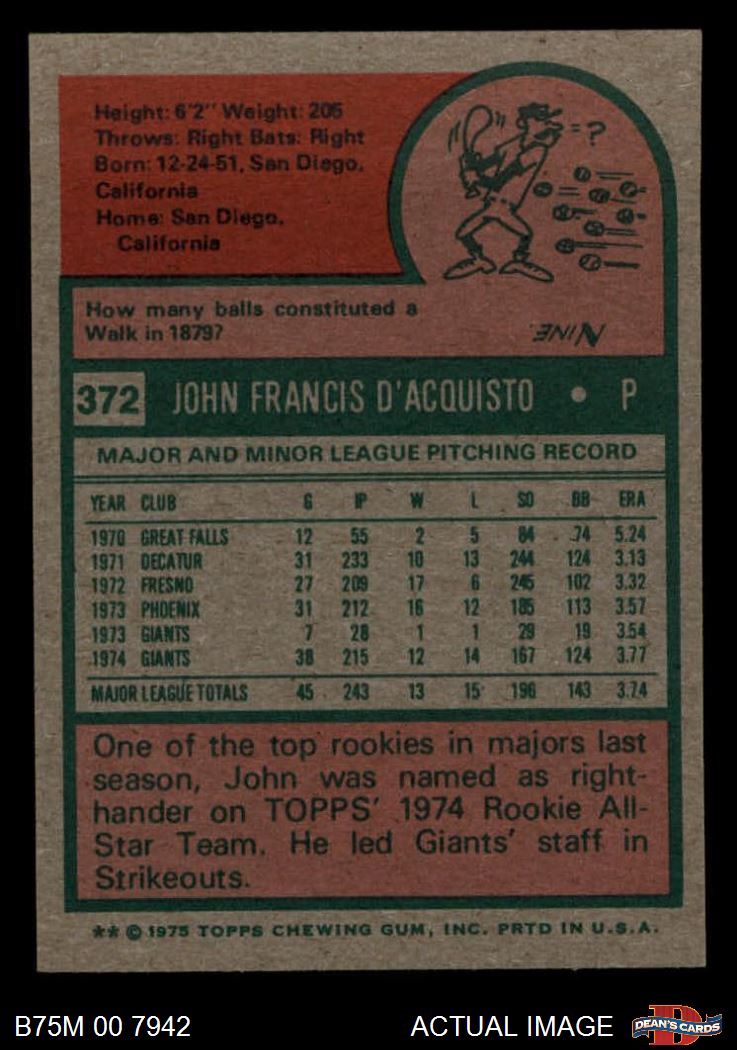 Height: 6'2" Weight: 205
Throws: Right Bats: Right
Born: 12-24-51, San Diego,
California
Home: San Diego,
California
= ?
How many balls constituted a
Walk in 1879?
NINE.
372 JOHN FRANCIS D'ACQUISTO • P
MAJOR AND MINOR LEAGUE PITCHING RECORD
YEAR CLUB G IP W L SO BB ERA
1970 GREAT FALLS 12 55 2 5 84 74 5.24
1971 DECATUR 31 233 10 13 244 124 3.13
1972 FRESNO 27 209 17 6 245 102 3.32
1973 PHOENIX 31 212 16 12 185 113 3.57
1973 GIANTS 7 28 1 1 29 19 3.54
1974 GIANTS 38 215 12 14 167 124 3.77
MAJOR LEAGUE TOTALS 45 243 13 15 196 143 3.74
One of the top rookies in majors last
season, John was named as right-
hander on TOPPS' 1974 Rookie All-
Star Team. He led Giants' staff in
Strikeouts.
** © 1975 TOPPS CHEWING GUM, INC. PRTD IN U.S.A.
B75M 00 7942 ACTUAL IMAGE DEAN'S CARDS